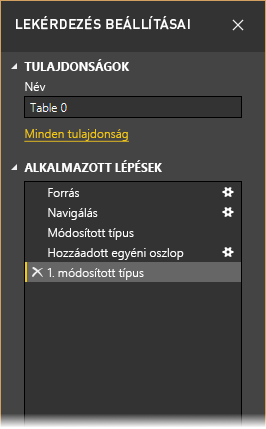 LEKÉRDEZÉS BEÁLLÍTÁSAI
TULAJDONSÁGOK
Név
Table 0
Minden tulajdonság
ALKALMAZOTT LÉPÉSEK
Forrás
Navigálás
Módosított típus
Hozzáadott egyéni oszlop
1. módosított típus